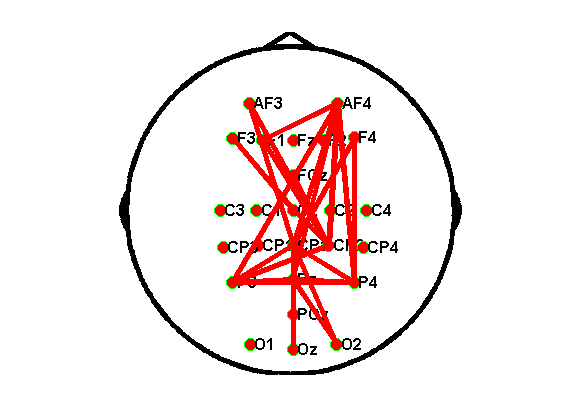 AF3 AF4
F3 F1 Fz F2 F4
FCz
C3 C1 Cz C2 C4
CP3 CP1 CPz CP2 CP4
P3 Pz P4
POz
O1 Oz O2